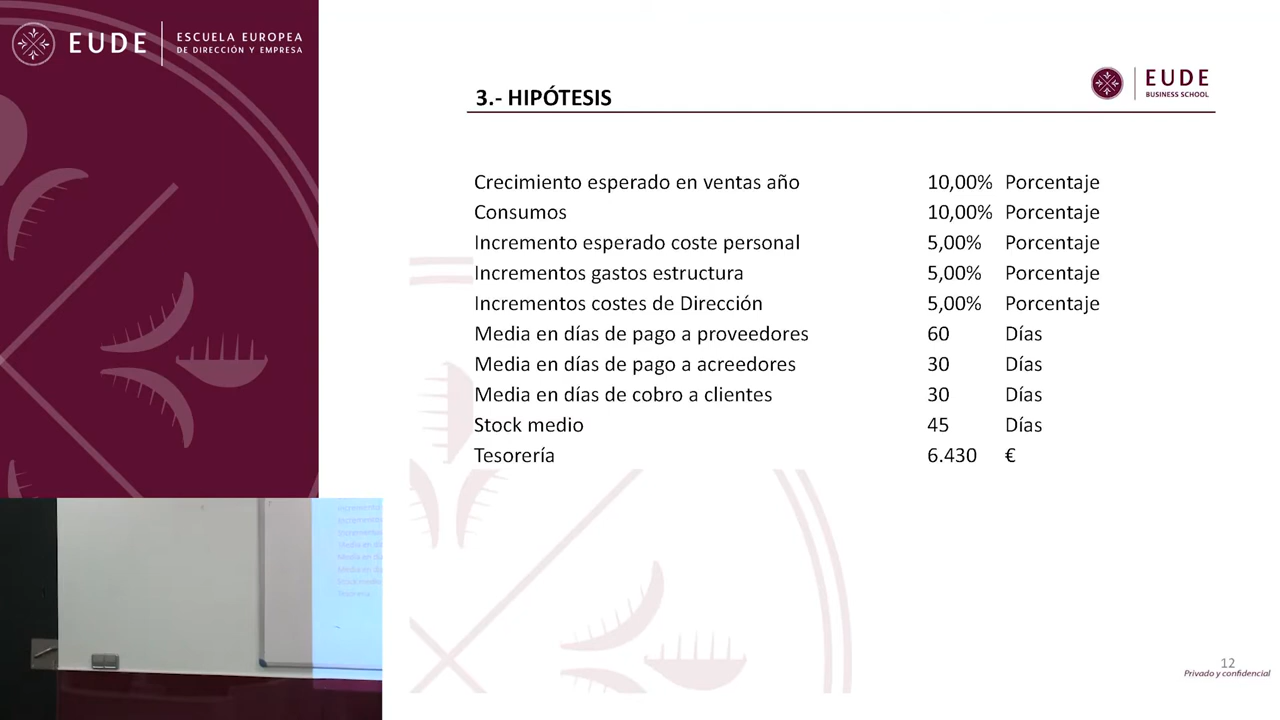 EUDE
ESCUELA EUROPEA
DE DIRECCIÓN Y EMPRESA
EUDE
BUSINESS SCHOOL
3.- HIPÓTESIS
Crecimiento esperado en ventas año 10,00% Porcentaje
Consumos 10,00% Porcentaje
Incremento esperado coste personal 5,00% Porcentaje
Incrementos gastos estructura 5,00% Porcentaje
Incrementos costes de Dirección 5,00% Porcentaje
Media en días de pago a proveedores 60 Días
Media en días de pago a acreedores 30 Días
Media en días de cobro a clientes 30 Días
Stock medio 45 Días
Tesorería 6.430 €
12
Privado y confidencial